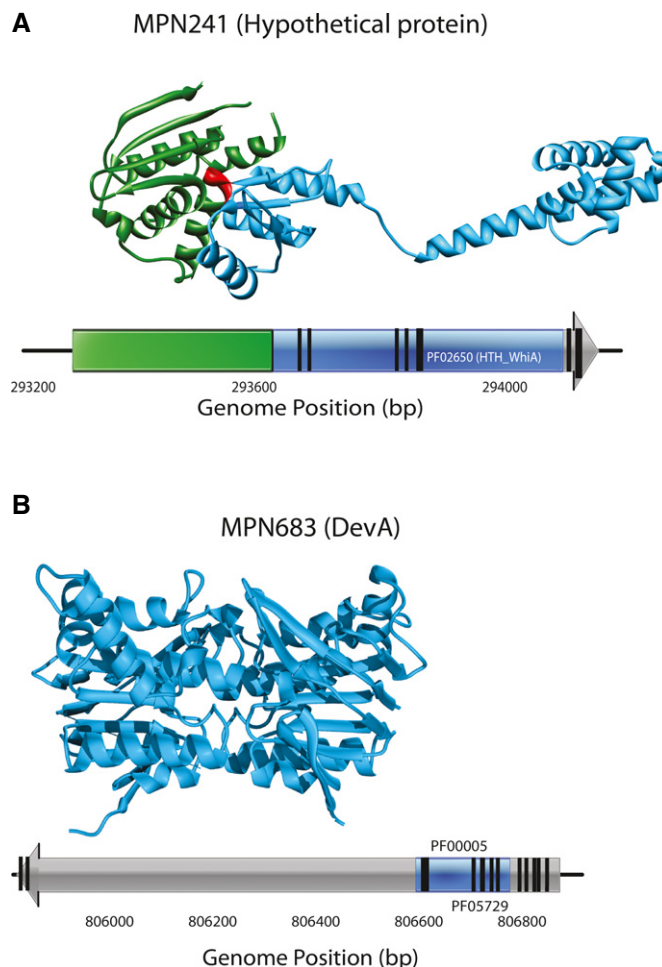 A
MPN241 (Hypothetical protein)
PF02650 (HTH_WhiA)
293200 293600 294000
Genome Position (bp)
B
MPN683 (DevA)
PF00005
PF05729
806000 806200 806400 806600 806800
Genome Position (bp)